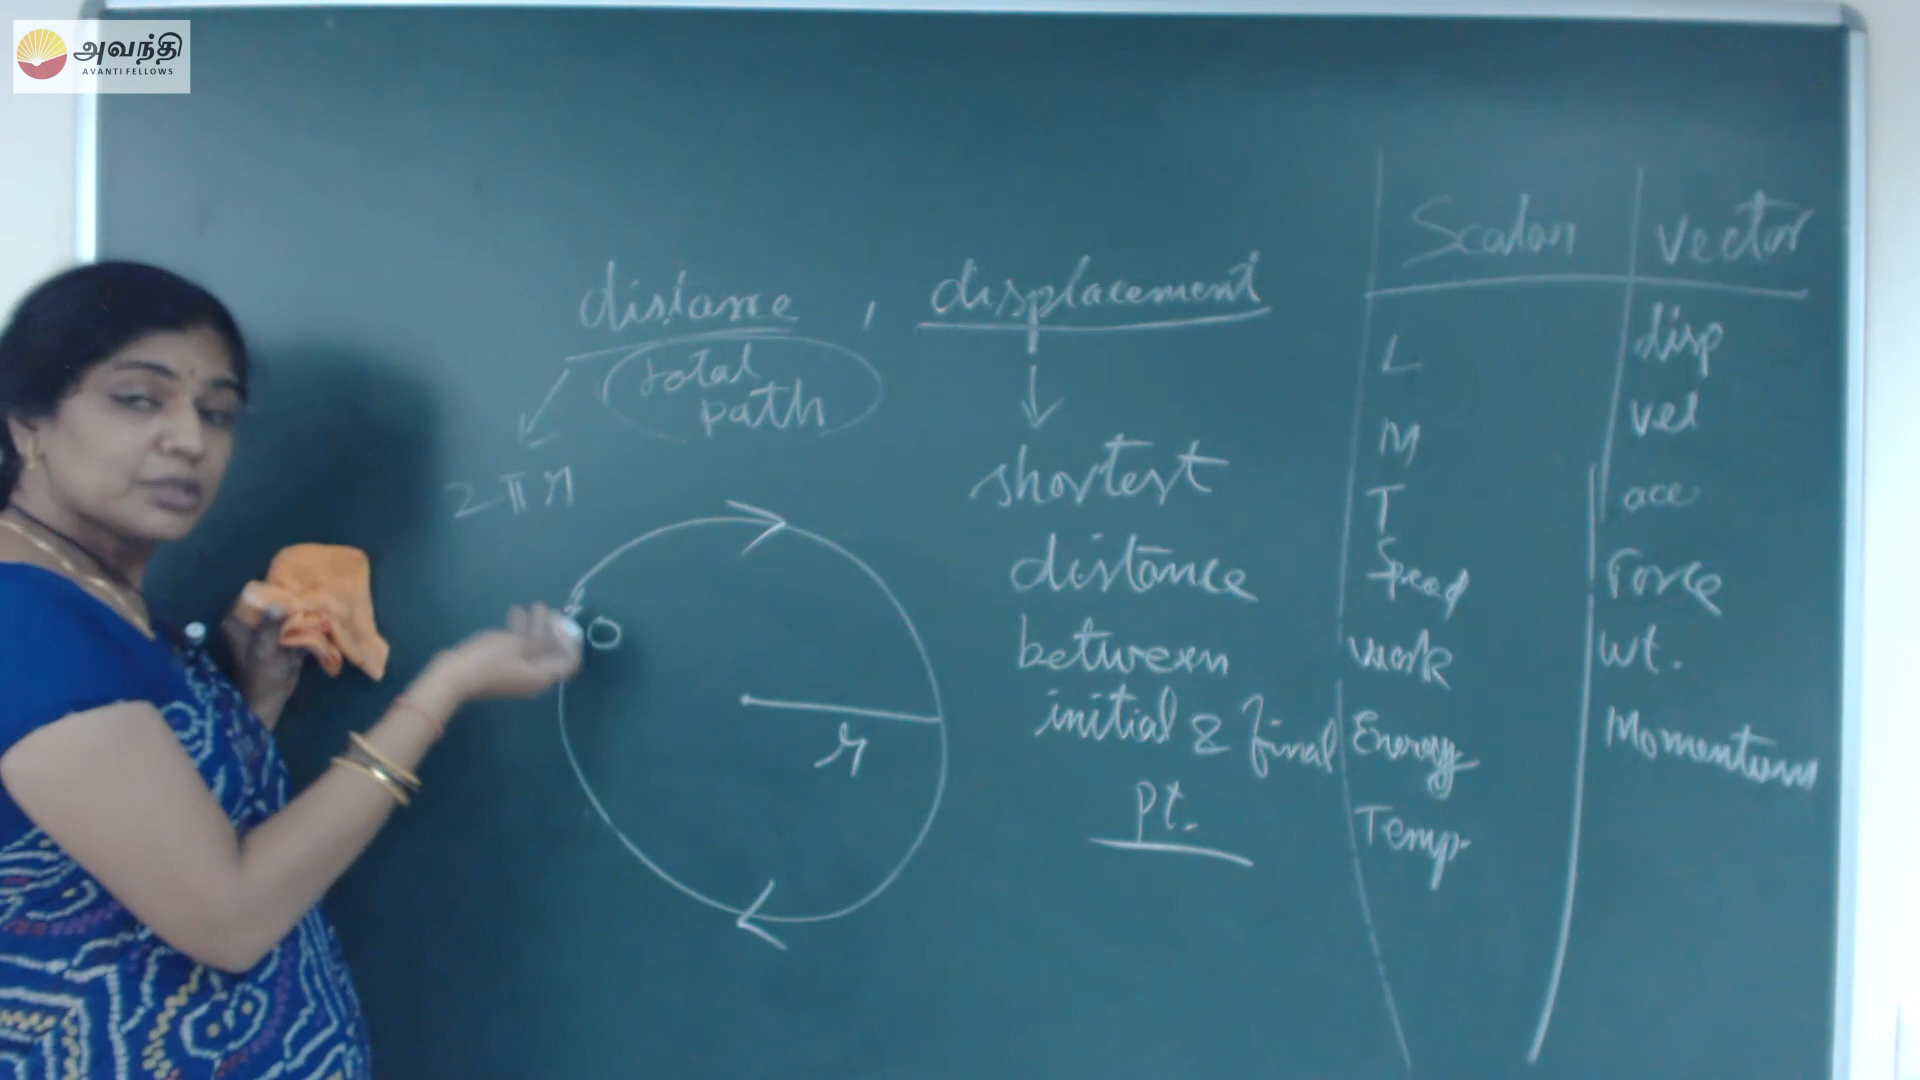 அவந்தி
AVANTI FELLOWS
distance , displacement
total
path
2πr
shortest
distance
between
initial & final
pt.
O
r
Scalar Vector
L disp
M vel
T acc
Speed Force
work wt.
Energy Momentum
Temp.